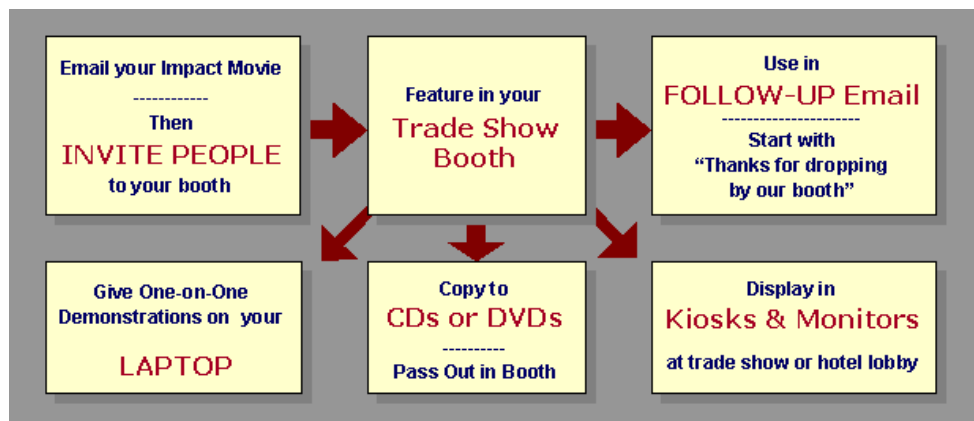 Email your Impact Movie
------------
Then
INVITE PEOPLE
to your booth
Feature in your
Trade Show
Booth
Use in
FOLLOW-UP Email
----------------------
Start with
“Thanks for dropping
by our booth”
Give One-on-One
Demonstrations on your
LAPTOP
Copy to
CDs or DVDs
----------
Pass Out in Booth
Display in
Kiosks & Monitors
at trade show or hotel lobby